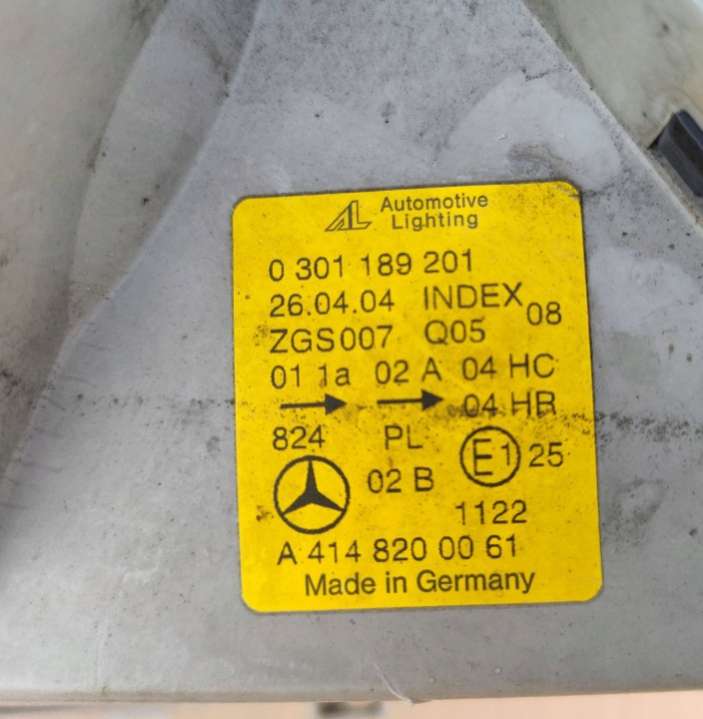 AL Automotive
Lighting
0 301 189 201
26.04.04 INDEX 08
ZGS007 Q05
01 1a 02 A 04 HC
→ → 04 HR
824 PL E1 25
02 B
1122
A 414 820 00 61
Made in Germany